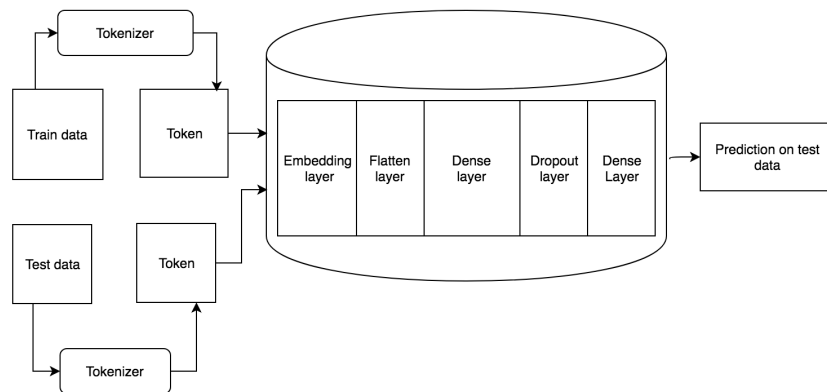 Tokenizer
Train data
Token
Embedding
layer
Flatten
layer
Dense
layer
Dropout
layer
Dense
Layer
Prediction on test
data
Test data
Token
Tokenizer